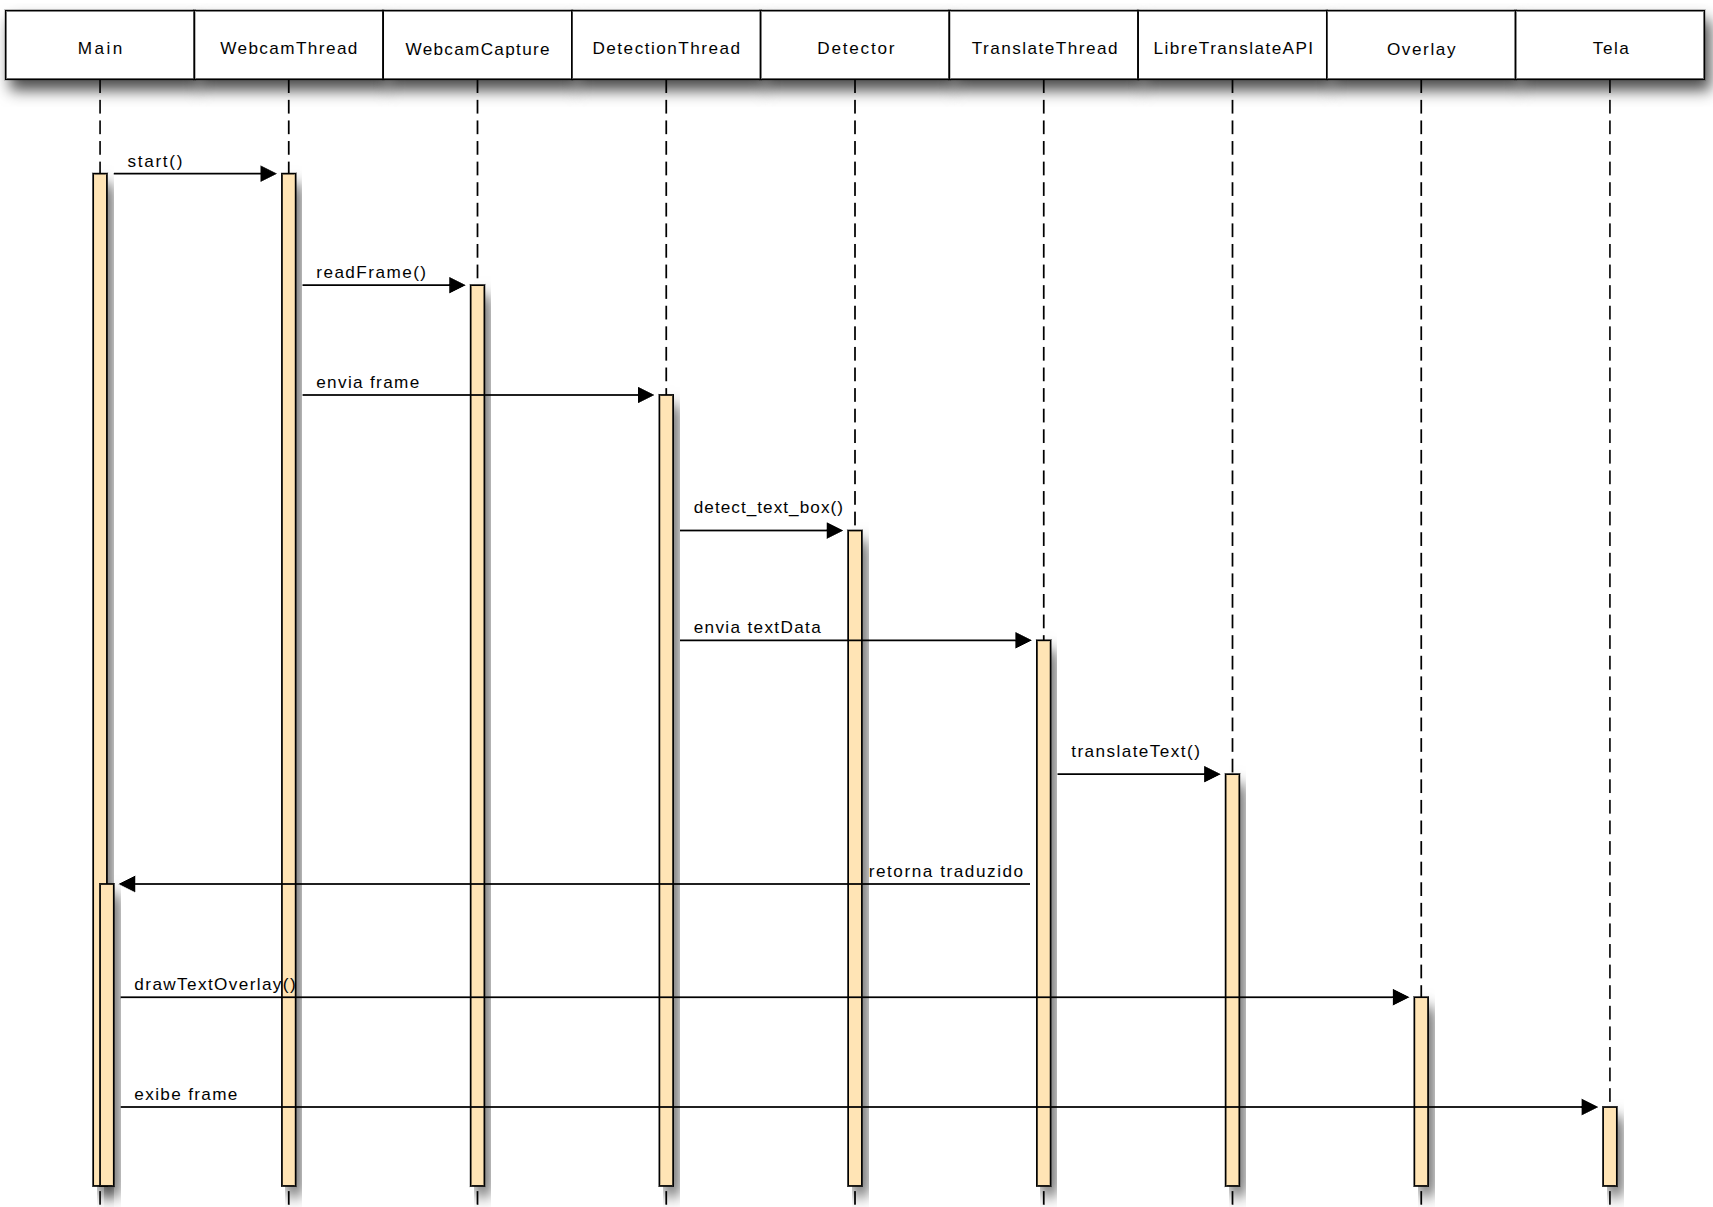 Main
WebcamThread
WebcamCapture
DetectionThread
Detector
TranslateThread
LibreTranslateAPI
Overlay
Tela
start()
readFrame()
envia frame
detect_text_box()
envia textData
translateText()
retorna traduzido
drawTextOverlay()
exibe frame